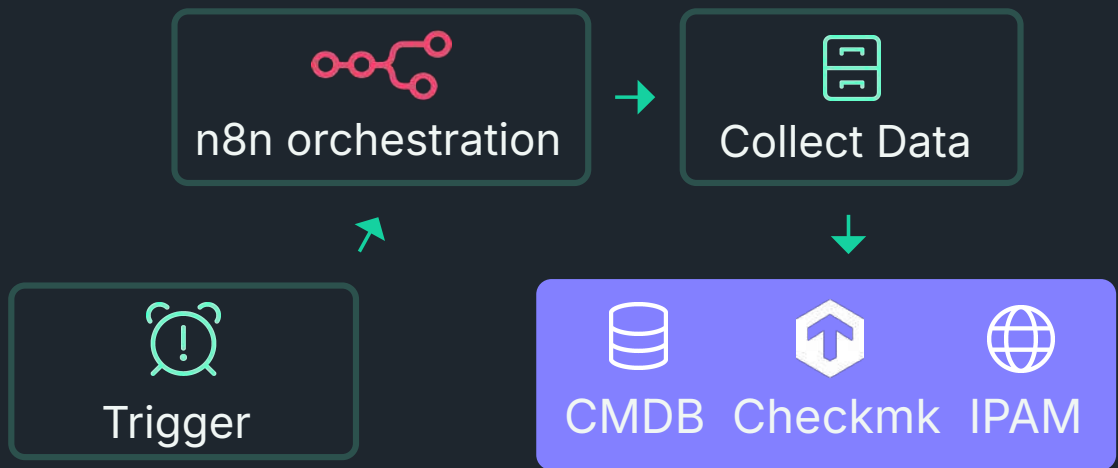 n8n orchestration
Collect Data
Trigger
CMDB Checkmk IPAM